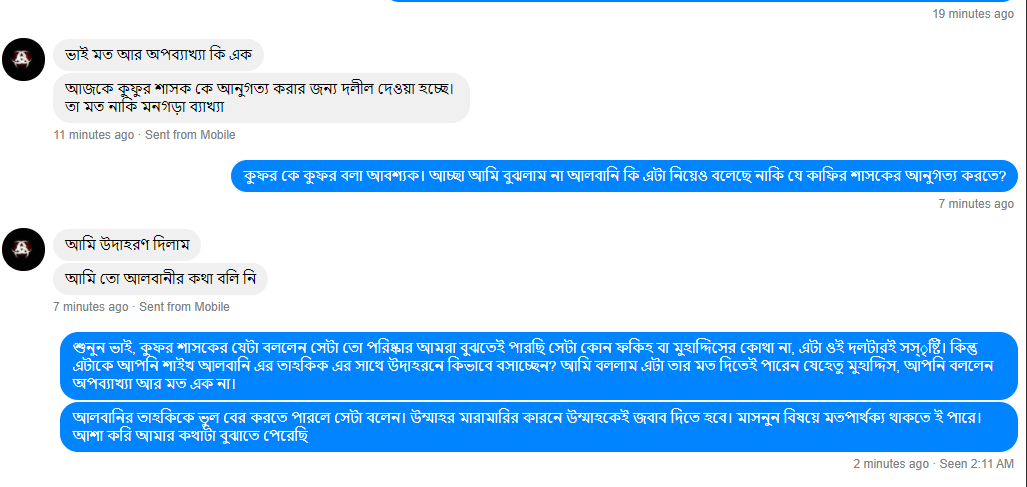 19 minutes ago
ভাই মত আর অপব্যাখ্যা কি এক
আজকে কুফুর শাসক কে আনুগত্য করার জন্য দলীল দেওয়া হচ্ছে।
তা মত নাকি মনগড়া ব্যাখ্যা
11 minutes ago · Sent from Mobile
কুফর কে কুফর বলা আবশ্যক। আচ্ছা আমি বুঝলাম না আলবানি কি এটা নিয়েও বলেছে নাকি যে কাফির শাসকের আনুগত্য করতে?
7 minutes ago
আমি উদাহরণ দিলাম
আমি তো আলবানীর কথা বলি নি
7 minutes ago · Sent from Mobile
শুনুন ভাই, কুফর শাসকের যেটা বললেন সেটা তো পরিষ্কার আমরা বুঝতেই পারছি সেটা কোন ফকিহ বা মুহাদ্দিসের কোথা না, এটা ওই দলটারই সসৃ্ষ্টি। কিন্তু
এটাকে আপনি শাইখ আলবানি এর তাহকিক এর সাথে উদাহরনে কিভাবে বসাচ্ছেন? আমি বললাম এটা তার মত দিতেই পারেন যেহেতু মুহাদ্দিস, আপনি বললেন
অপব্যাখ্যা আর মত এক না।
আলবানির তাহকিকে ভুল বের করতে পারলে সেটা বলেন। উম্মাহর মারামারির কারনে উম্মাহকেই জবাব দিতে হবে। মাসনুন বিষয়ে মতপার্থক্য থাকতে ই পারে।
আশা করি আমার কথাটা বুঝাতে পেরেছি
2 minutes ago · Seen 2:11 AM